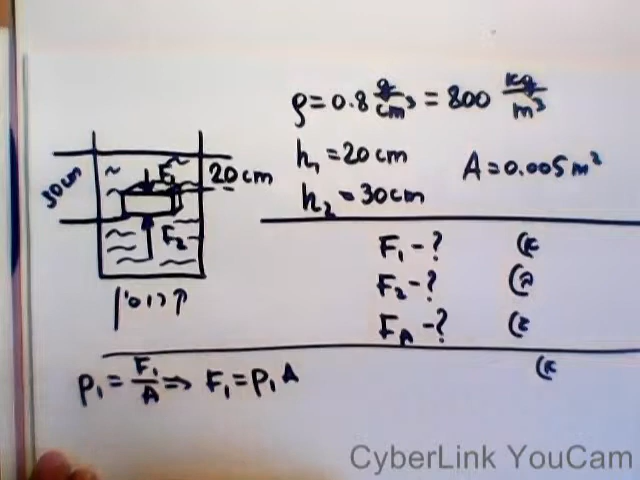 ρ = 0.8 g/cm³ = 800 kg/m³
h₁ = 20 cm
A = 0.005 m²
h₂ = 30 cm
30 cm
F₁
20 cm
F₂
F₁ - ?
(א
F₂ - ?
(ב
F_A - ?
(ג
(א
p₁ = F₁/A ⇒ F₁ = p₁A
CyberLink YouCam